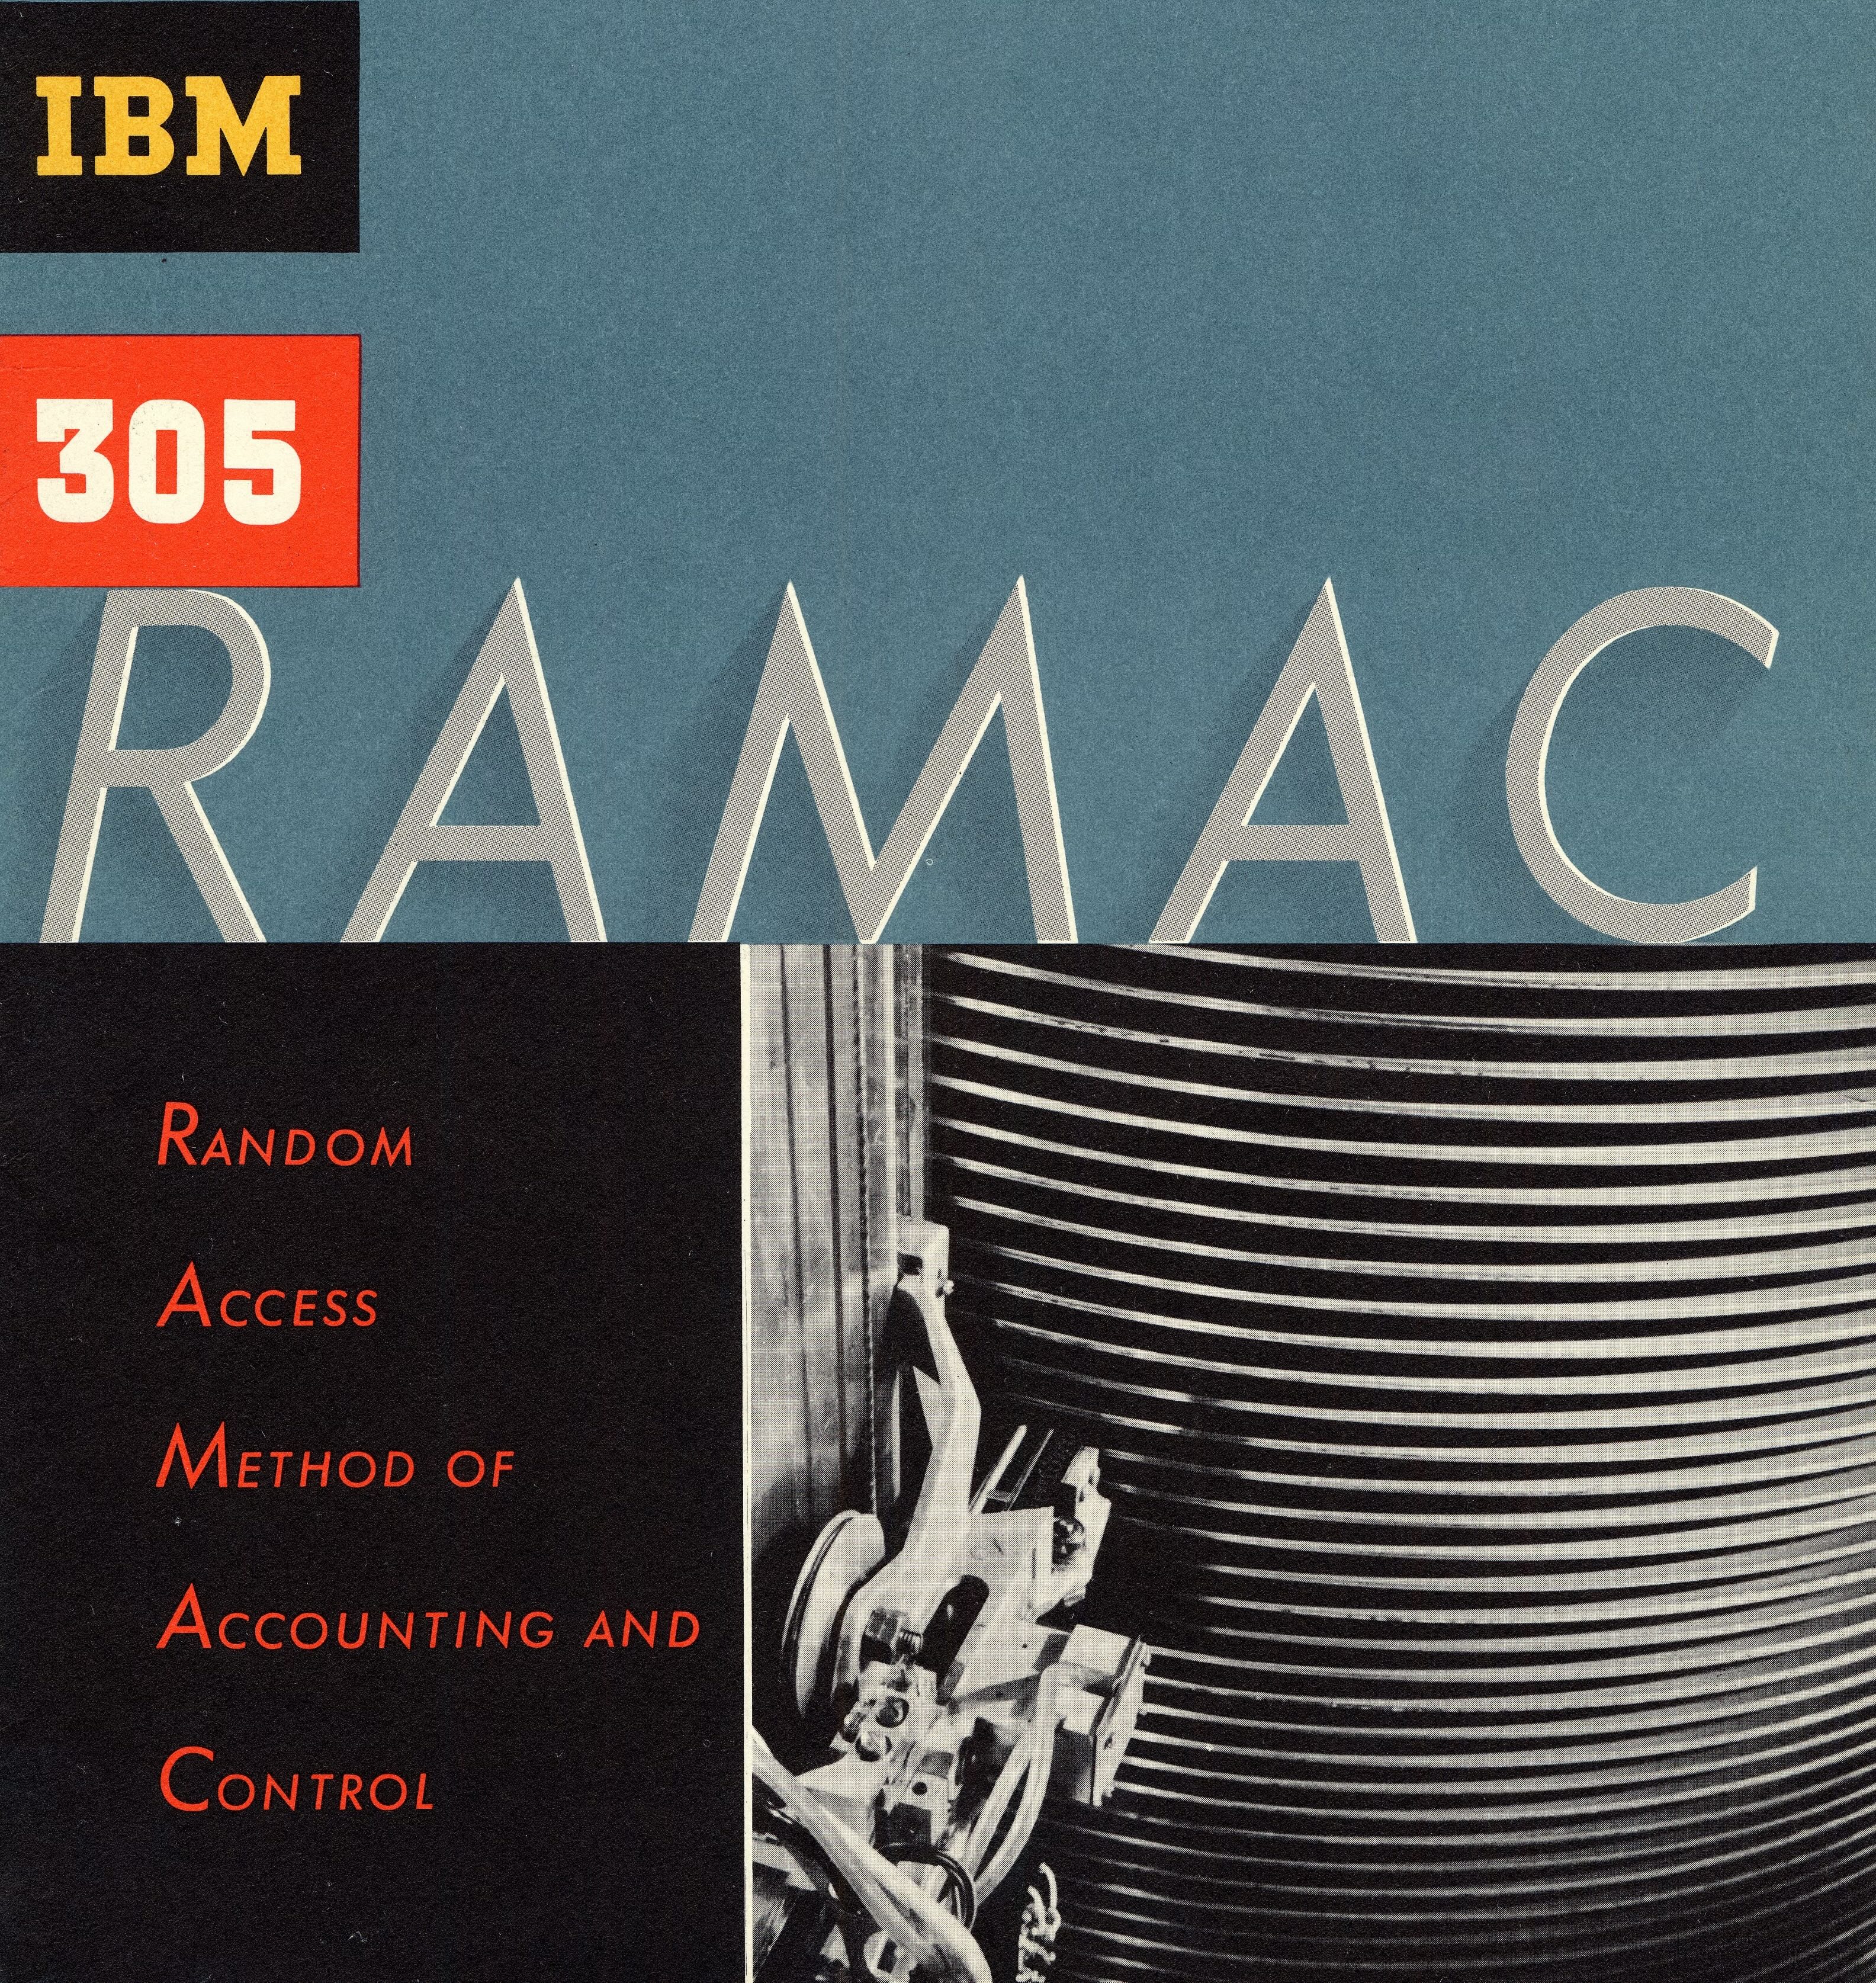 IBM
305
RAMAC
RANDOM
ACCESS
METHOD OF
ACCOUNTING AND
CONTROL